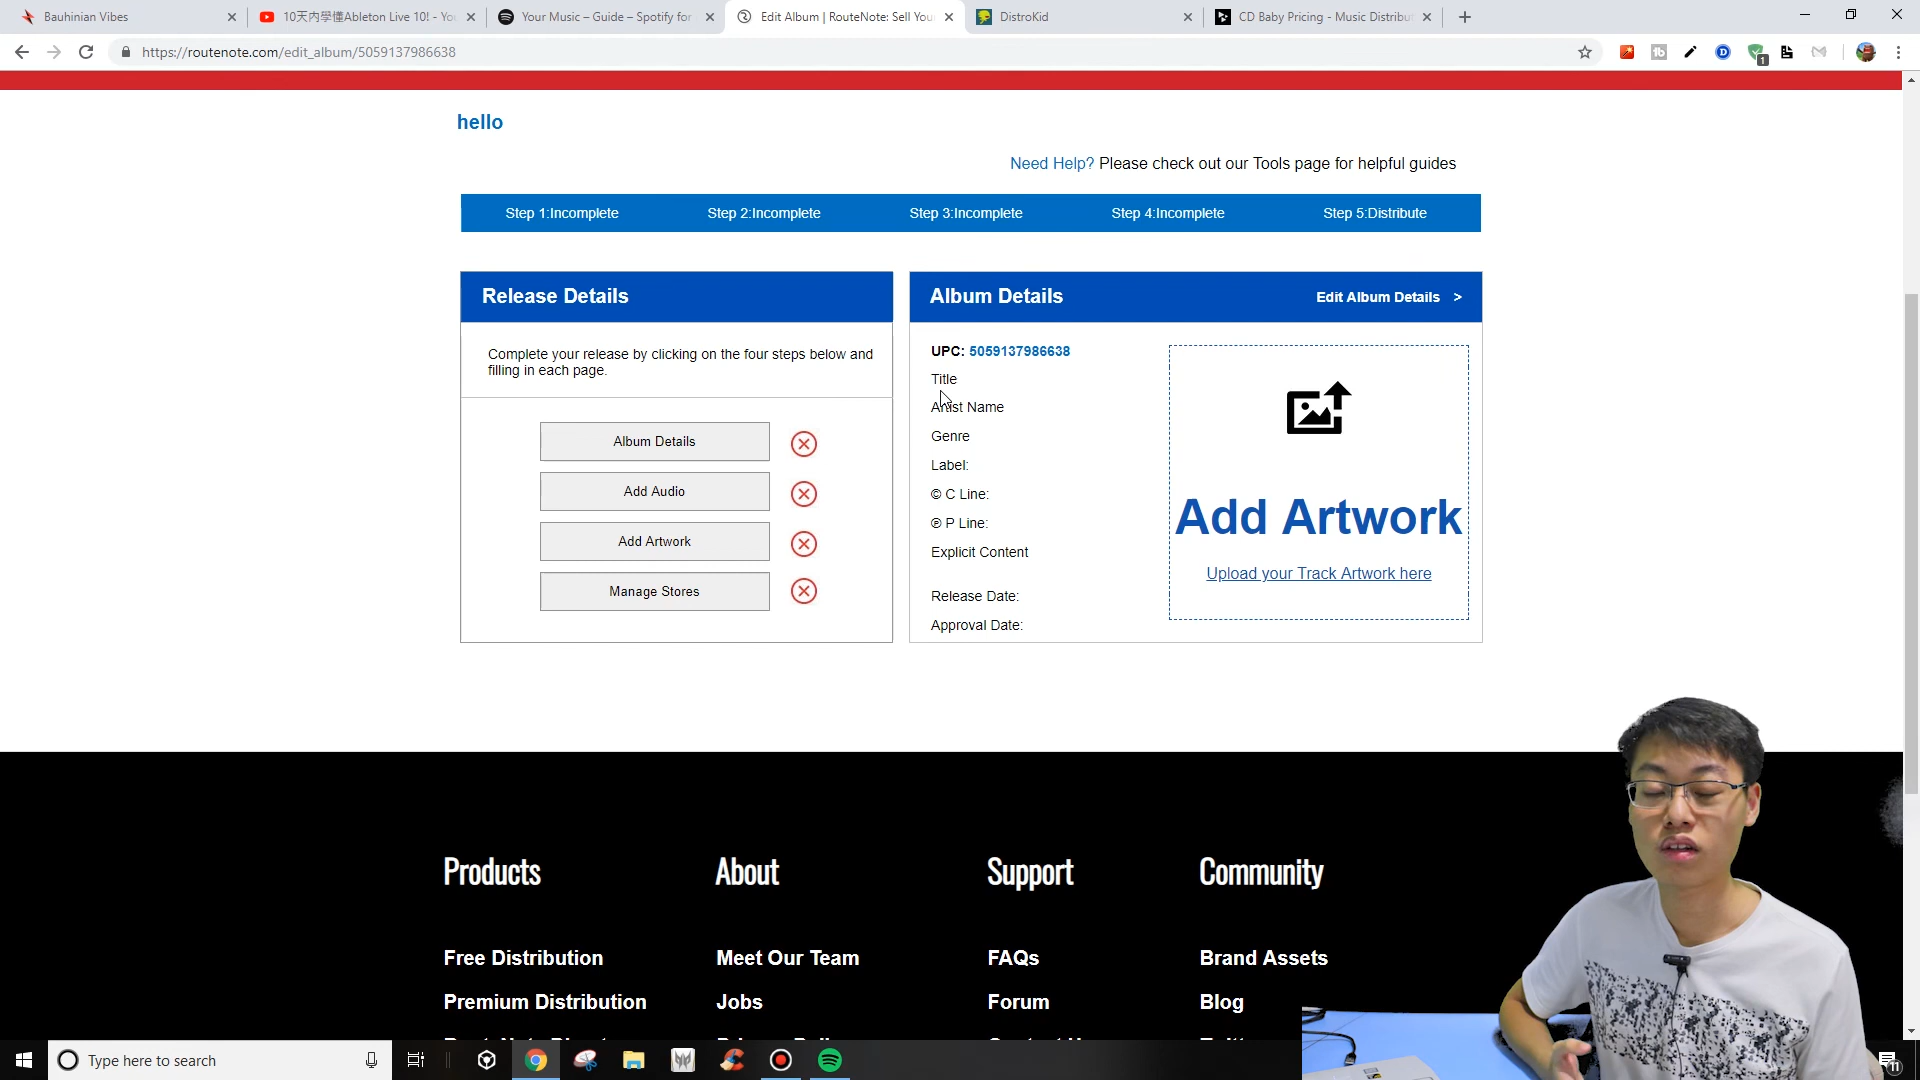 Bauhinian Vibes
10天內學懂Ableton Live 10! - You
Your Music – Guide – Spotify for
Edit Album | RouteNote: Sell Your
DistroKid
CD Baby Pricing - Music Distribut
https://routenote.com/edit_album/5059137986638
1
hello
Need Help? Please check out our Tools page for helpful guides
Step 1:Incomplete
Step 2:Incomplete
Step 3:Incomplete
Step 4:Incomplete
Step 5:Distribute
Release Details
Complete your release by clicking on the four steps below and
filling in each page.
Album Details
Add Audio
Add Artwork
Manage Stores
Album Details
Edit Album Details >
UPC: 5059137986638
Title
Artist Name
Genre
Label:
© C Line:
℗ P Line:
Explicit Content
Release Date:
Approval Date:
Add Artwork
Upload your Track Artwork here
Products
About
Support
Community
Free Distribution
Meet Our Team
FAQs
Brand Assets
Premium Distribution
Jobs
Forum
Blog
Type here to search
11